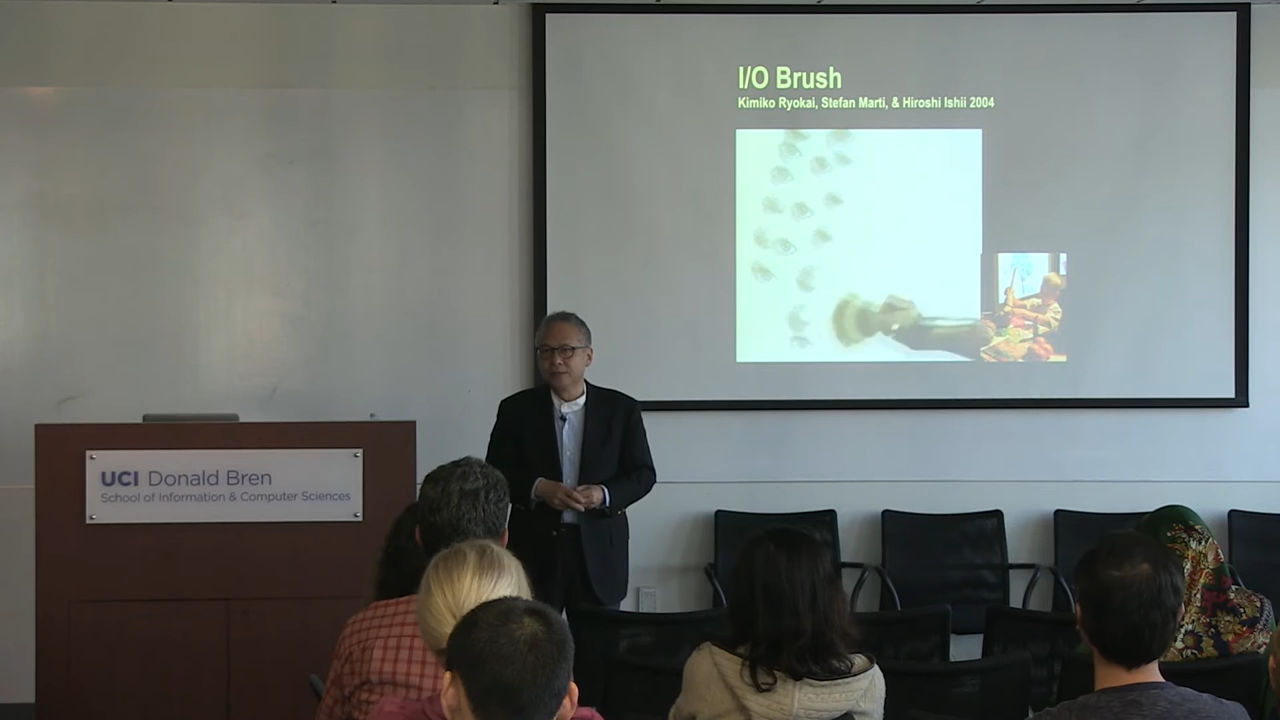 I/O Brush
Kimiko Ryokai, Stefan Marti, & Hiroshi Ishii 2004
UCI Donald Bren
School of Information & Computer Sciences